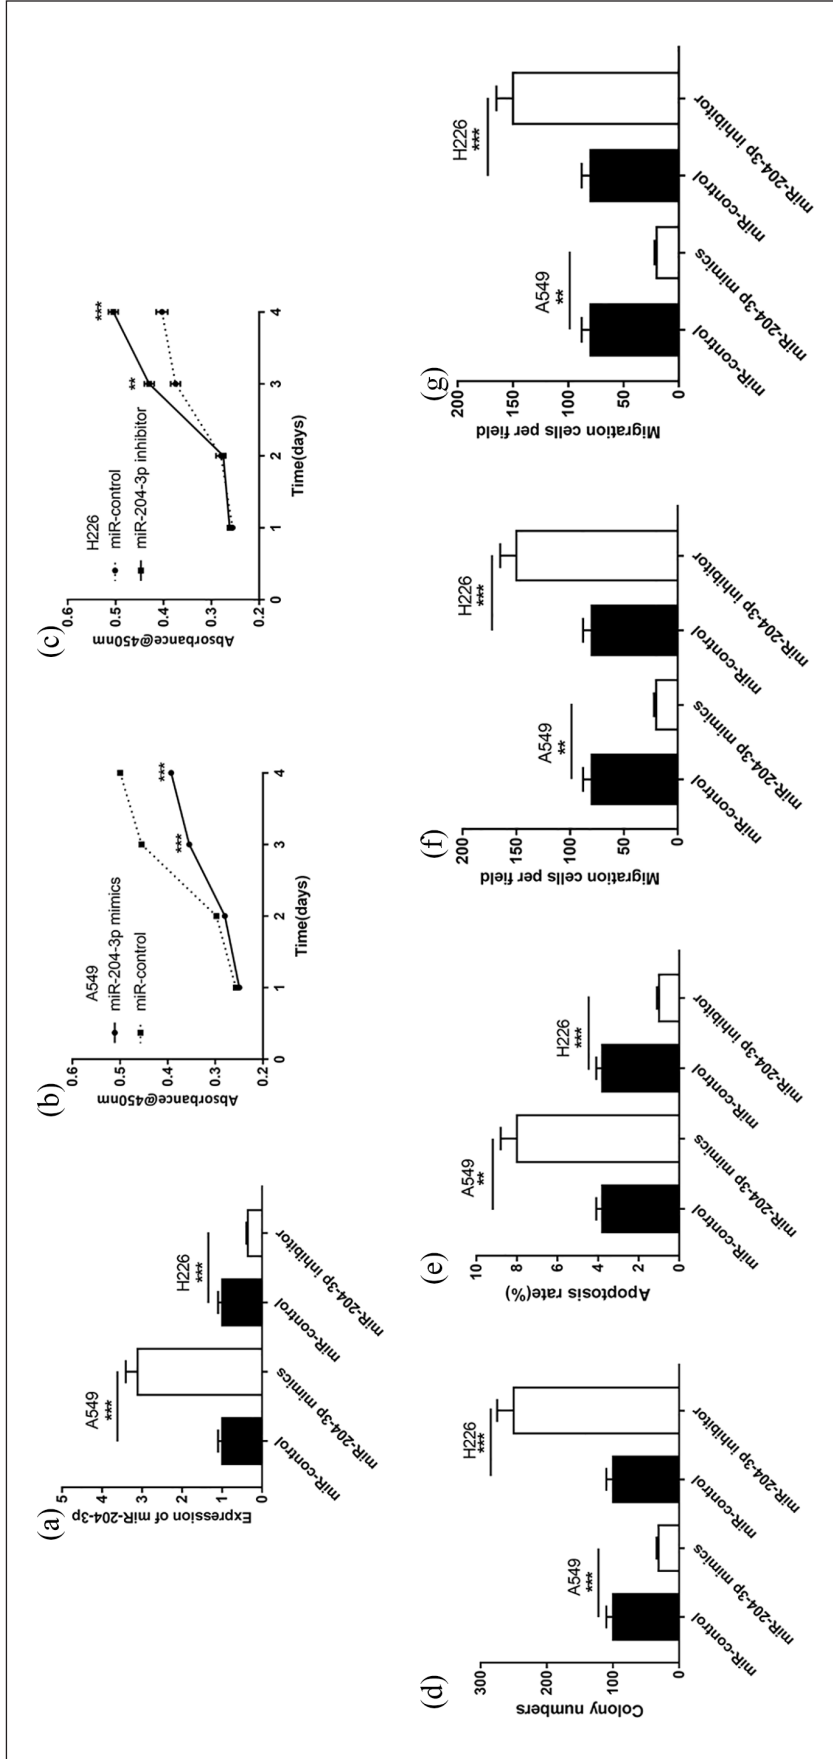 (a)
Expression of miR-204-3p
5
4
3
2
1
0
A549
***
H226
***
miR-control
miR-204-3p mimics
miR-control
miR-204-3p inhibitor
(b)
Absorbance@450nm
0.6
0.5
0.4
0.3
0.2
A549
miR-204-3p mimics
miR-control
***
***
0
1
2
3
4
Time(days)
(c)
Absorbance@450nm
0.6
0.5
0.4
0.3
0.2
H226
miR-control
miR-204-3p inhibitor
**
***
0
1
2
3
4
Time(days)
(d)
Colony numbers
300
200
100
0
A549
***
H226
***
miR-control
miR-204-3p mimics
miR-control
miR-204-3p inhibitor
(e)
Apoptosis rate(%)
10
8
6
4
2
0
A549
**
H226
***
miR-control
miR-204-3p mimics
miR-control
miR-204-3p inhibitor
(f)
Migration cells per field
200
150
100
50
0
A549
**
H226
***
miR-control
miR-204-3p mimics
miR-control
miR-204-3p inhibitor
(g)
Migration cells per field
200
150
100
50
0
A549
**
H226
***
miR-control
miR-204-3p mimics
miR-control
miR-204-3p inhibitor